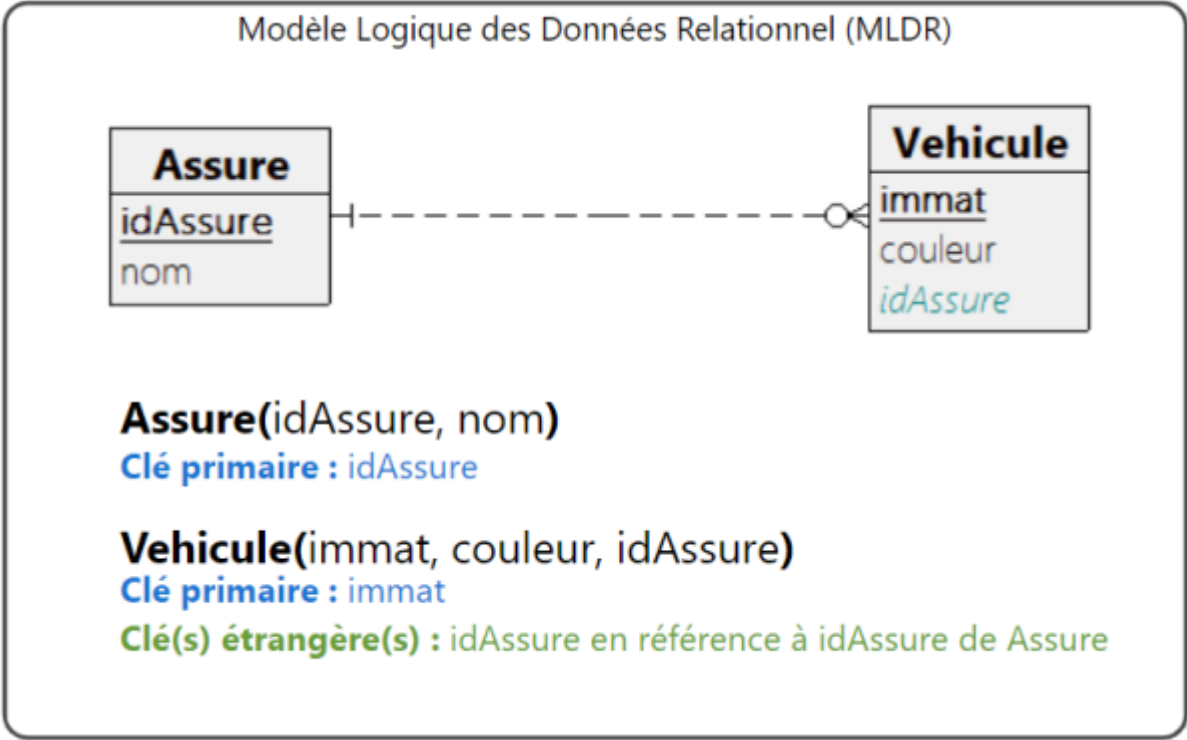 Modèle Logique des Données Relationnel (MLDR)
Assure
idAssure
nom
Vehicule
immat
couleur
idAssure
Assure(idAssure, nom)
Clé primaire : idAssure
Vehicule(immat, couleur, idAssure)
Clé primaire : immat
Clé(s) étrangère(s) : idAssure en référence à idAssure de Assure